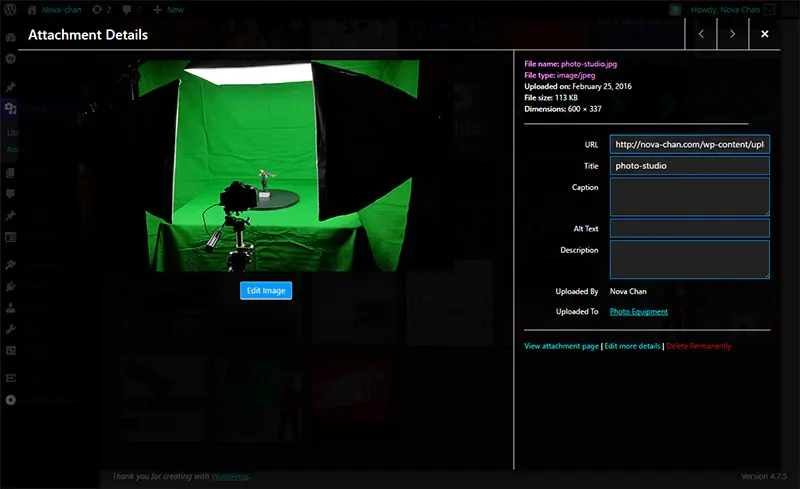 Nova-chan
2
0
New
Howdy, Nova Chan
Attachment Details
File name: photo-studio.jpg
File type: image/jpeg
Uploaded on: February 25, 2016
File size: 113 KB
Dimensions: 600 × 337
URL
http://nova-chan.com/wp-content/upl
Title
photo-studio
Caption
Alt Text
Description
Edit Image
Uploaded By
Nova Chan
Uploaded To
Photo Equipment
View attachment page | Edit more details | Delete Permanently
Thank you for creating with WordPress.
Version 4.7.5